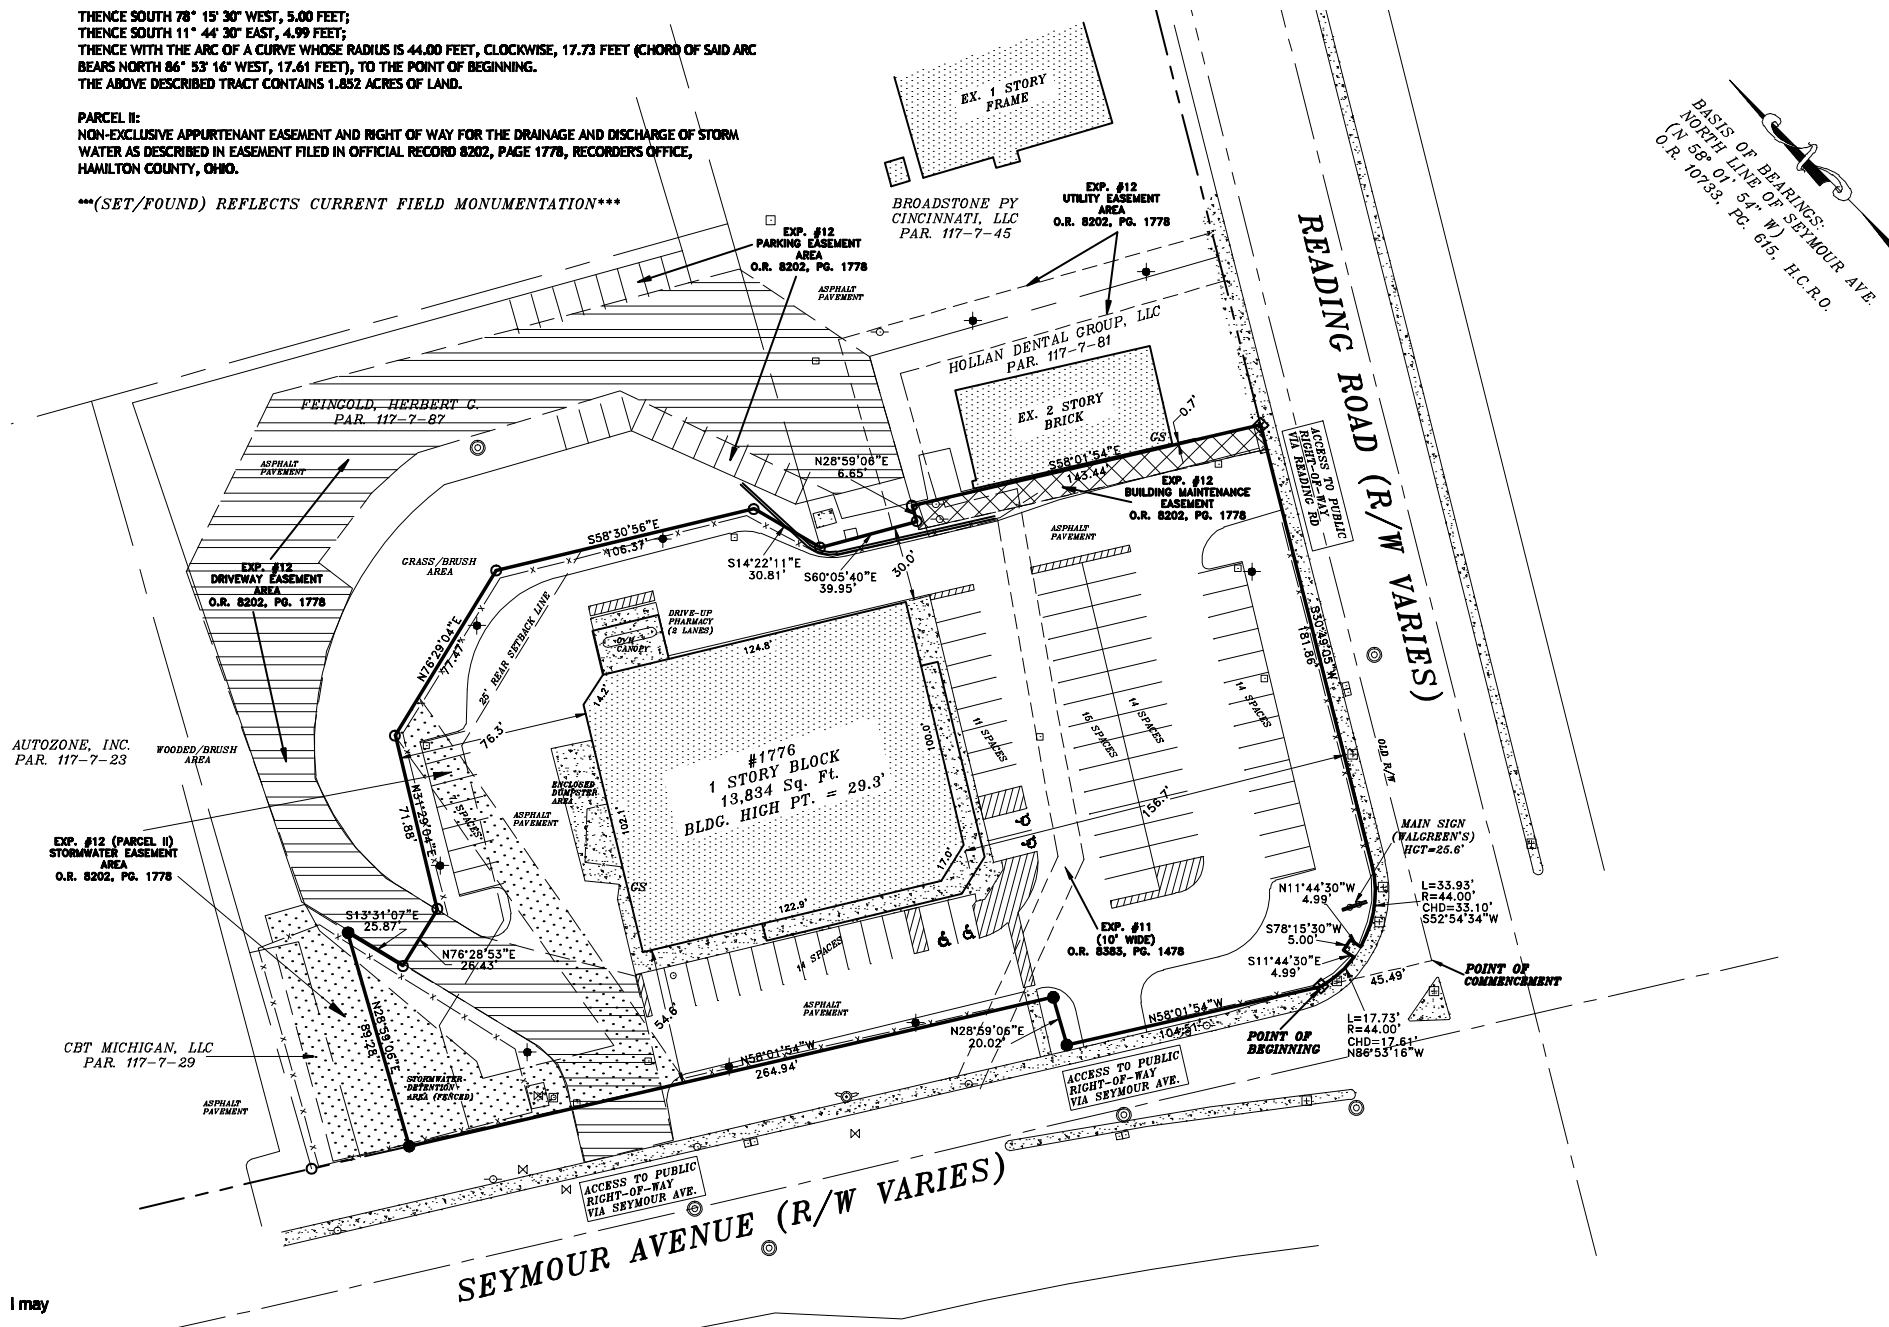 THENCE SOUTH 78° 15' 30" WEST, 5.00 FEET;
THENCE SOUTH 11° 44' 30" EAST, 4.99 FEET;
THENCE WITH THE ARC OF A CURVE WHOSE RADIUS IS 44.00 FEET, CLOCKWISE, 17.73 FEET (CHORD OF SAID ARC
BEARS NORTH 86° 53' 16" WEST, 17.61 FEET), TO THE POINT OF BEGINNING.
THE ABOVE DESCRIBED TRACT CONTAINS 1.852 ACRES OF LAND.
PARCEL II:
NON-EXCLUSIVE APPURTENANT EASEMENT AND RIGHT OF WAY FOR THE DRAINAGE AND DISCHARGE OF STORM
WATER AS DESCRIBED IN EASEMENT FILED IN OFFICIAL RECORD 8202, PAGE 1778, RECORDER'S OFFICE,
HAMILTON COUNTY, OHIO.
***(SET/FOUND) REFLECTS CURRENT FIELD MONUMENTATION***
EX. 1 STORY
FRAME
BASIS OF BEARINGS:
NORTH LINE OF SEYMOUR AVE.
(N 58° 01' 54" W)
O.R. 10733, PG. 615, H.C.R.O.
BROADSTONE PY
CINCINNATI, LLC
PAR. 117-7-45
EXP. #12
UTILITY EASEMENT
AREA
O.R. 8202, PG. 1778
EXP. #12
PARKING EASEMENT
AREA
O.R. 8202, PG. 1778
ASPHALT
PAVEMENT
READING ROAD (R/W VARIES)
HOLLAN DENTAL GROUP, LLC
PAR. 117-7-81
EX. 2 STORY
BRICK
0.7'
GS
FEINGOLD, HERBERT G.
PAR. 117-7-87
ASPHALT
PAVEMENT
N28°59'06"E
6.65'
S58°01'54"E
143.44'
EXP. #12
BUILDING MAINTENANCE
EASEMENT
O.R. 8202, PG. 1778
ACCESS TO PUBLIC
RIGHT-OF-WAY
VIA READING RD
ASPHALT
PAVEMENT
S58°30'56"E
106.37'
GRASS/BRUSH
AREA
S14°22'11"E
30.81'
S60°05'40"E
39.95'
30.0'
EXP. #12
DRIVEWAY EASEMENT
AREA
O.R. 8202, PG. 1778
N76°29'04"E
77.47'
25' REAR SETBACK LINE
DRIVE-UP
PHARMACY
(2 LANES)
OVH
CANOPY
124.8'
14.2'
S30°49'05"W
181.86'
76.3'
100.0'
11 SPACES
16 SPACES
14 SPACES
14 SPACES
OLD R/W
AUTOZONE, INC.
PAR. 117-7-23
WOODED/BRUSH
AREA
#1776
1 STORY BLOCK
13,834 Sq. Ft.
BLDG. HIGH PT. = 29.3'
ENCLOSED
DUMPSTER
AREA
102.1'
ASPHALT
PAVEMENT
N31°29'04"E
71.88'
7 SPACES
156.7'
MAIN SIGN
(WALGREEN'S)
HGT=25.6'
EXP. #12 (PARCEL II)
STORMWATER EASEMENT
AREA
O.R. 8202, PG. 1778
17.0'
GS
N11°44'30"W
4.99'
L=33.93'
R=44.00'
CHD=33.10'
S52°54'34"W
S13°31'07"E
25.87'
122.9'
EXP. #11
(10' WIDE)
O.R. 8383, PG. 1478
S78°15'30"W
5.00'
S11°44'30"E
4.99'
N76°28'53"E
26.43'
14 SPACES
45.49'
POINT OF
COMMENCEMENT
ASPHALT
PAVEMENT
54.6'
N28°59'06"E
89.28'
N28°59'06"E
20.02'
N58°01'54"W
104.51'
POINT OF
BEGINNING
L=17.73'
R=44.00'
CHD=17.61'
N86°53'16"W
CBT MICHIGAN, LLC
PAR. 117-7-29
N58°01'54"W
264.94'
ACCESS TO PUBLIC
RIGHT-OF-WAY
VIA SEYMOUR AVE.
STORMWATER
DETENTION
AREA (FENCED)
ASPHALT
PAVEMENT
ACCESS TO PUBLIC
RIGHT-OF-WAY
VIA SEYMOUR AVE.
SEYMOUR AVENUE (R/W VARIES)
I may